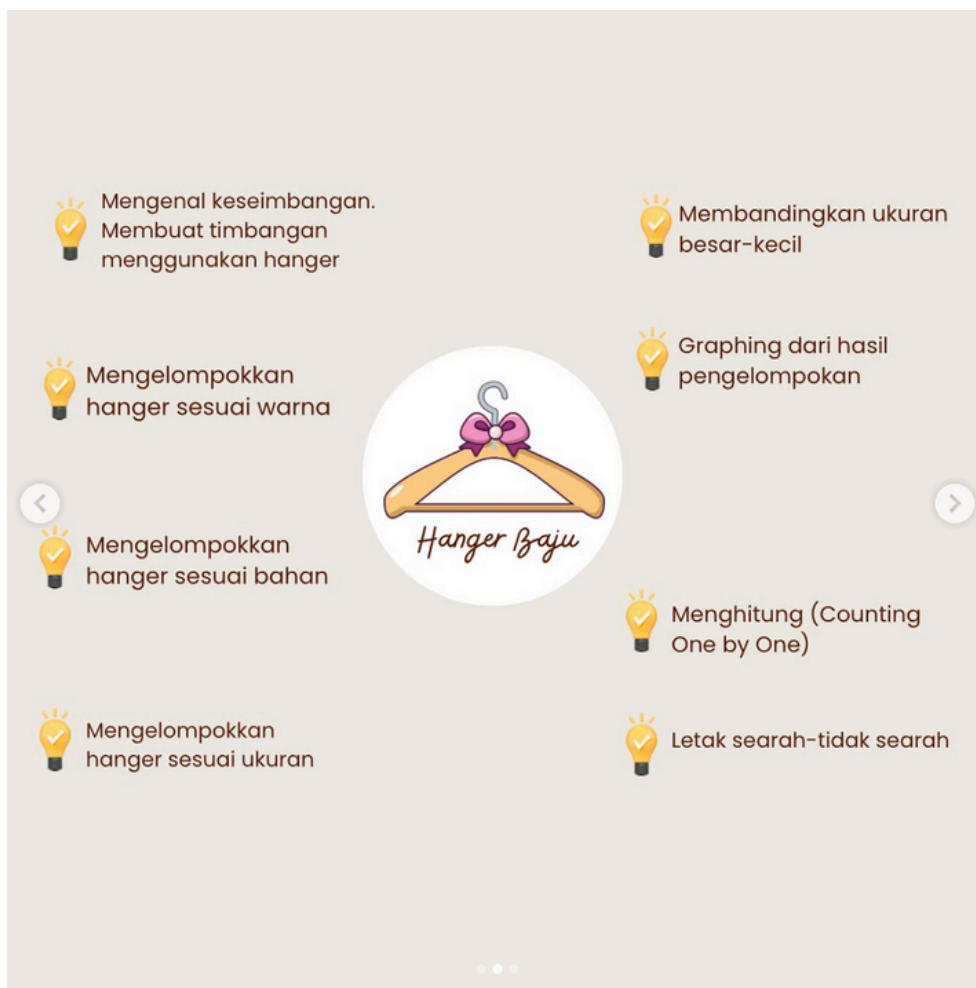 Mengenal keseimbangan.
Membuat timbangan
menggunakan hanger
Mengelompokkan
hanger sesuai warna
Mengelompokkan
hanger sesuai bahan
Mengelompokkan
hanger sesuai ukuran
Hanger Baju
Membandingkan ukuran
besar-kecil
Graphing dari hasil
pengelompokan
Menghitung (Counting
One by One)
Letak searah-tidak searah